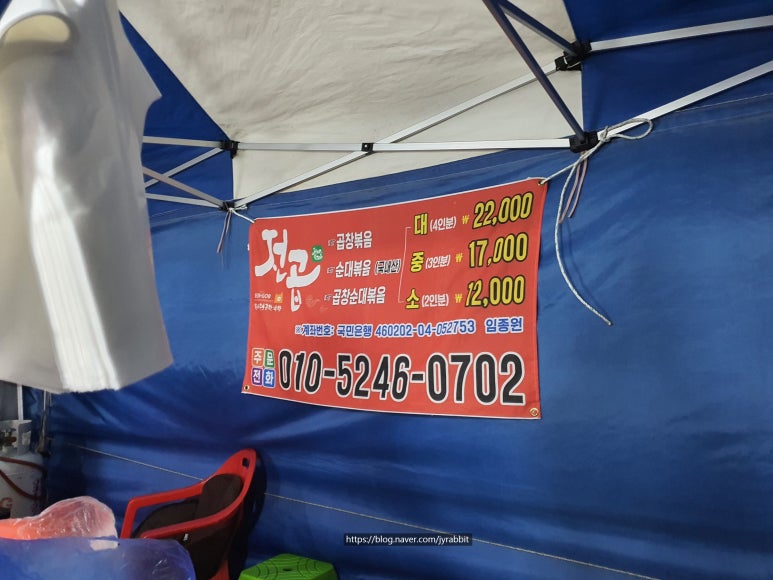 전곱
곱창볶음
순대볶음 (국내산)
곱창순대볶음
대 (4인분) ₩ 22,000
중 (3인분) ₩ 17,000
소 (2인분) ₩ 12,000
계좌번호: 국민은행 460202-04-052753 임종원
주문전화 010-5246-0702
https://blog.naver.com/jyrabbit